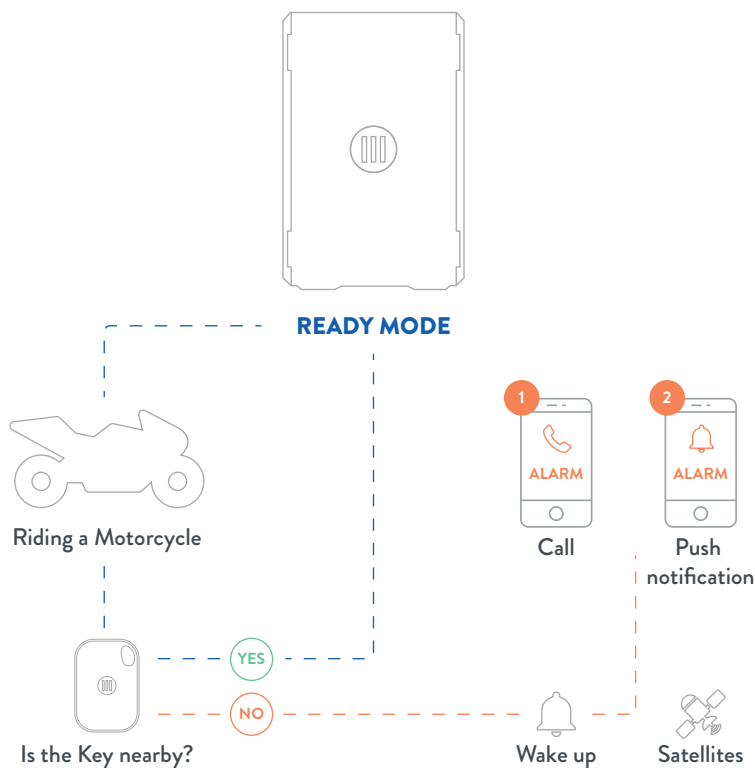 READY MODE
1
2
ALARM
ALARM
Riding a Motorcycle
Call
Push
notification
YES
NO
Is the Key nearby?
Wake up
Satellites